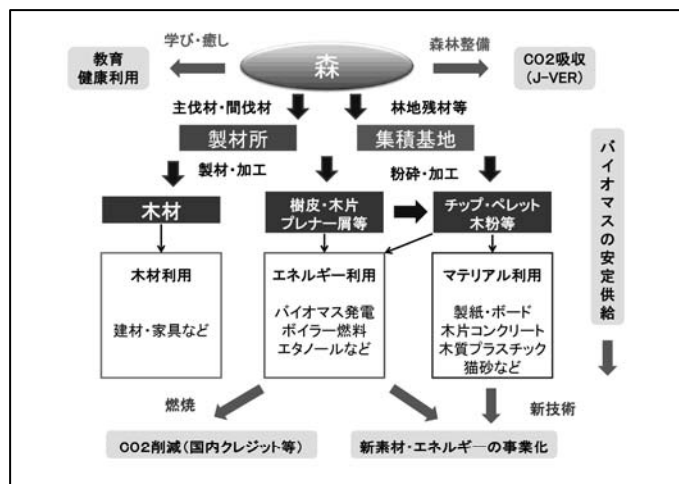 学び・癒し
森
森林整備
教育
健康利用
CO2吸収
(J-VER)
主伐材・間伐材
林地残材等
製材所
集積基地
製材・加工
粉砕・加工
木材
樹皮・木片
プレナー屑等
チップ・ペレット
木粉等
バイオマスの安定供給
木材利用
建材・家具など
エネルギー利用
バイオマス発電
ボイラー燃料
エタノールなど
マテリアル利用
製紙・ボード
木片コンクリート
木質プラスチック
猫砂など
燃焼
新技術
CO2削減(国内クレジット等)
新素材・エネルギーの事業化